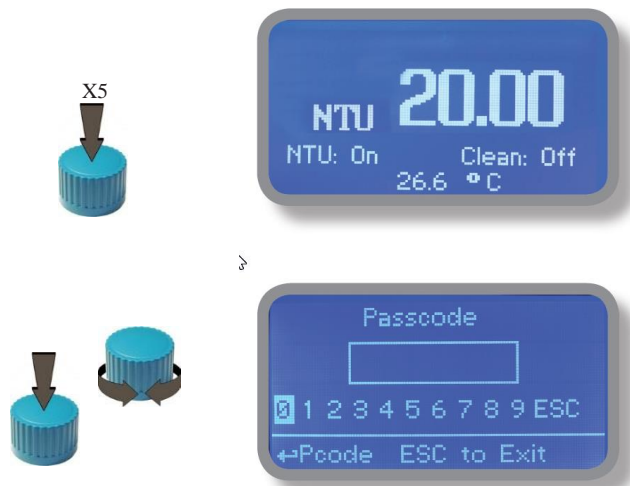 X5
NTU 20.00
NTU: On Clean: Off
26.6 °C
Passcode
0 1 2 3 4 5 6 7 8 9 ESC
↵Pcode ESC to Exit